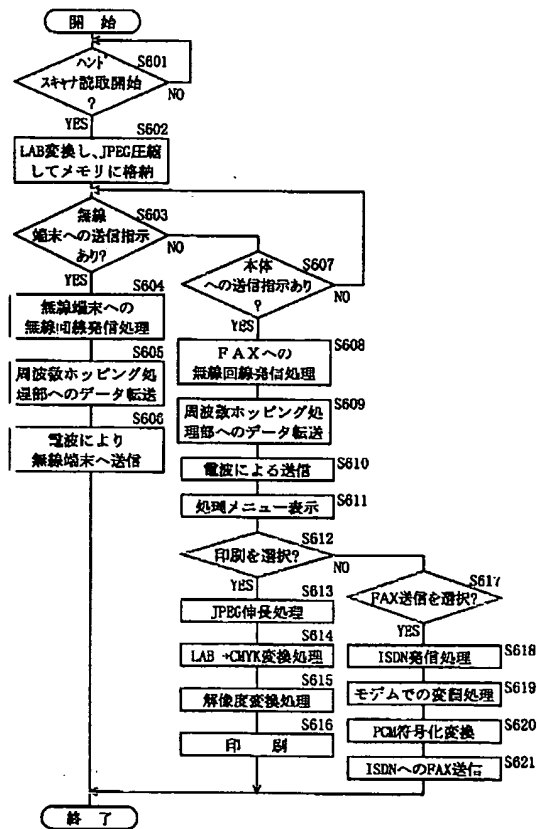 開 始
S601
ハンド
スキャナ読取開始
?
NO
YES
S602
LAB変換し、JPEG圧縮
してメモリに格納
S603
無線
端末への送信指示
あり?
NO
YES
S604
無線端末への
無線回線発信処理
S605
周波数ホッピング処
理部へのデータ転送
S606
電波により
無線端末へ送信
S607
本体
への送信指示あり
?
NO
YES
S608
FAXへの
無線回線発信処理
S609
周波数ホッピング処
理部へのデータ転送
S610
電波による送信
S611
処理メニュー表示
S612
印刷を選択?
NO
YES
S613
JPEG伸長処理
S614
LAB→CMYK変換処理
S615
解像度変換処理
S616
印 刷
S617
FAX送信を選択?
YES
S618
ISDN発信処理
S619
モデムでの変調処理
S620
PCM符号化変換
S621
ISDNへのFAX送信
終 了